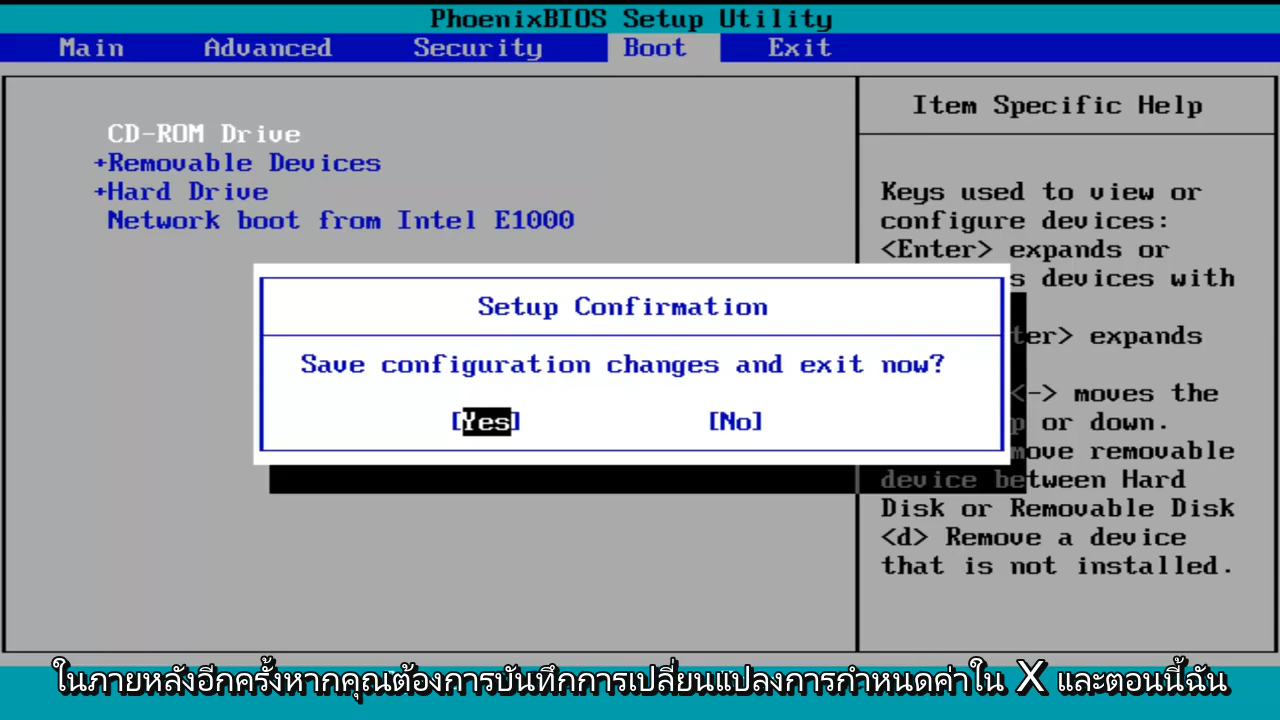 PhoenixBIOS Setup Utility
Main Advanced Security Boot Exit
CD-ROM Drive
+Removable Devices
+Hard Drive
Network boot from Intel E1000
Item Specific Help
Keys used to view or
configure devices:
<Enter> expands or
s devices with
ter> expands
<-> moves the
p or down.
move removable
device between Hard
Disk or Removable Disk
<d> Remove a device
that is not installed.
Setup Confirmation
Save configuration changes and exit now?
[Yes] [No]
ในภายหลังอีกครั้งหากคุณต้องการบันทึกการเปลี่ยนแปลงการกำหนดค่าใน X และตอนนี้ฉัน